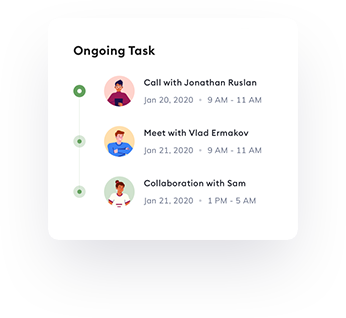 Ongoing Task
Call with Jonathan Ruslan
Jan 20, 2020 • 9 AM - 11 AM
Meet with Vlad Ermakov
Jan 21, 2020 • 9 AM - 11 AM
Collaboration with Sam
Jan 21, 2020 • 1 PM - 5 AM